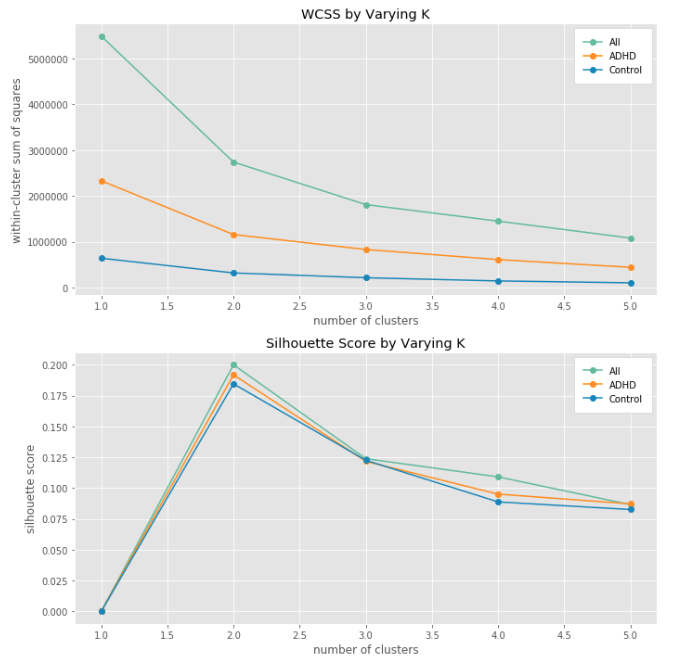 WCSS by Varying K
5000000
4000000
3000000
2000000
1000000
0
within-cluster sum of squares
All
ADHD
Control
1.0 1.5 2.0 2.5 3.0 3.5 4.0 4.5 5.0
number of clusters
Silhouette Score by Varying K
0.200
0.175
0.150
0.125
0.100
0.075
0.050
0.025
0.000
silhouette score
All
ADHD
Control
1.0 1.5 2.0 2.5 3.0 3.5 4.0 4.5 5.0
number of clusters